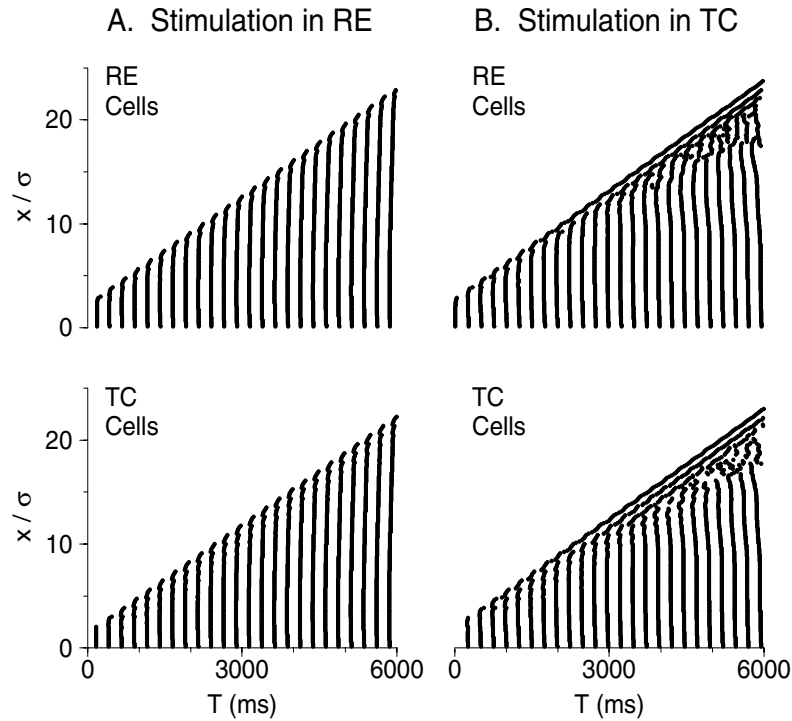 A. Stimulation in RE
B. Stimulation in TC
RE
Cells
RE
Cells
20
10
0
x / σ
TC
Cells
TC
Cells
20
10
0
x / σ
0
3000
6000
0
3000
6000
T (ms)
T (ms)